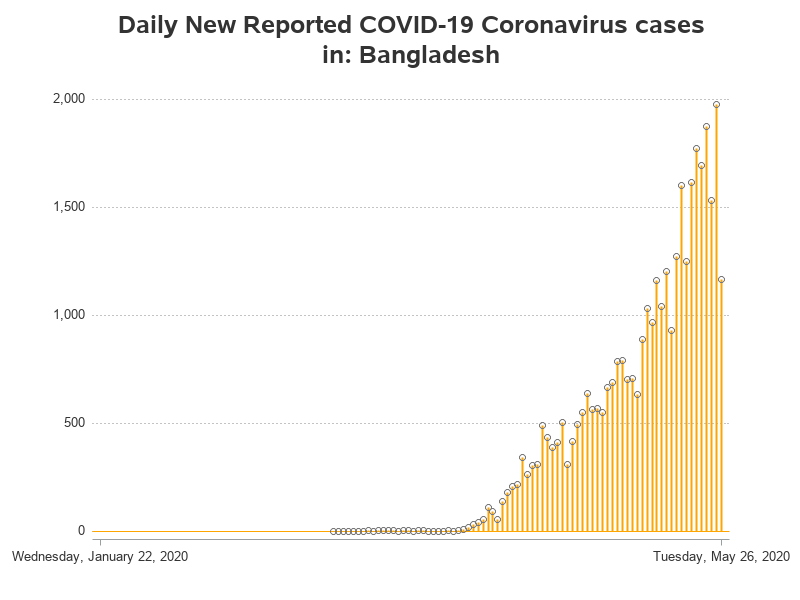 Daily New Reported COVID-19 Coronavirus cases
in: Bangladesh
2,000
1,500
1,000
500
0
Wednesday, January 22, 2020
Tuesday, May 26, 2020